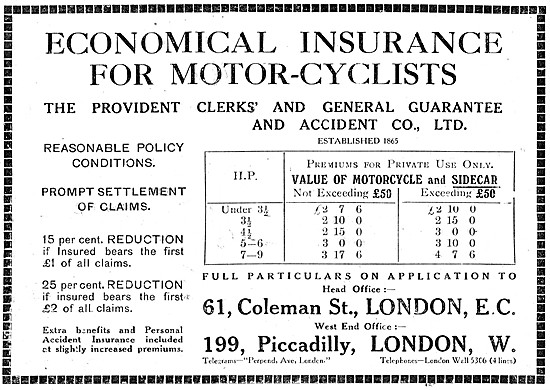 ECONOMICAL INSURANCE
FOR MOTOR-CYCLISTS
THE PROVIDENT CLERKS' AND GENERAL GUARANTEE
AND ACCIDENT CO., LTD.
ESTABLISHED 1865
REASONABLE POLICY
CONDITIONS.
PROMPT SETTLEMENT
OF CLAIMS.
15 per cent. REDUCTION
if Insured bears the first
£1 of all claims.
25 per cent. REDUCTION
if insured bears the first
£2 of all claims.
Extra benefits and Personal
Accident Insurance included
at slightly increased premiums.
H.P.
PREMIUMS FOR PRIVATE USE ONLY.
VALUE OF MOTORCYCLE and SIDECAR
Not Exceeding £50 Exceeding £50
Under 3½ £2 7 6 £2 10 0
3½ 2 10 0 2 15 0
4½ 2 15 0 3 0 0
5—6 3 0 0 3 10 0
7—9 3 17 6 4 7 6
FULL PARTICULARS ON APPLICATION TO
Head Office :—
61, Coleman St., LONDON, E.C.
West End Office :—
199, Piccadilly, LONDON, W.
Telegrams—"Perpend, Ave, London." Telephones—London Wall 5306 (4 lines)